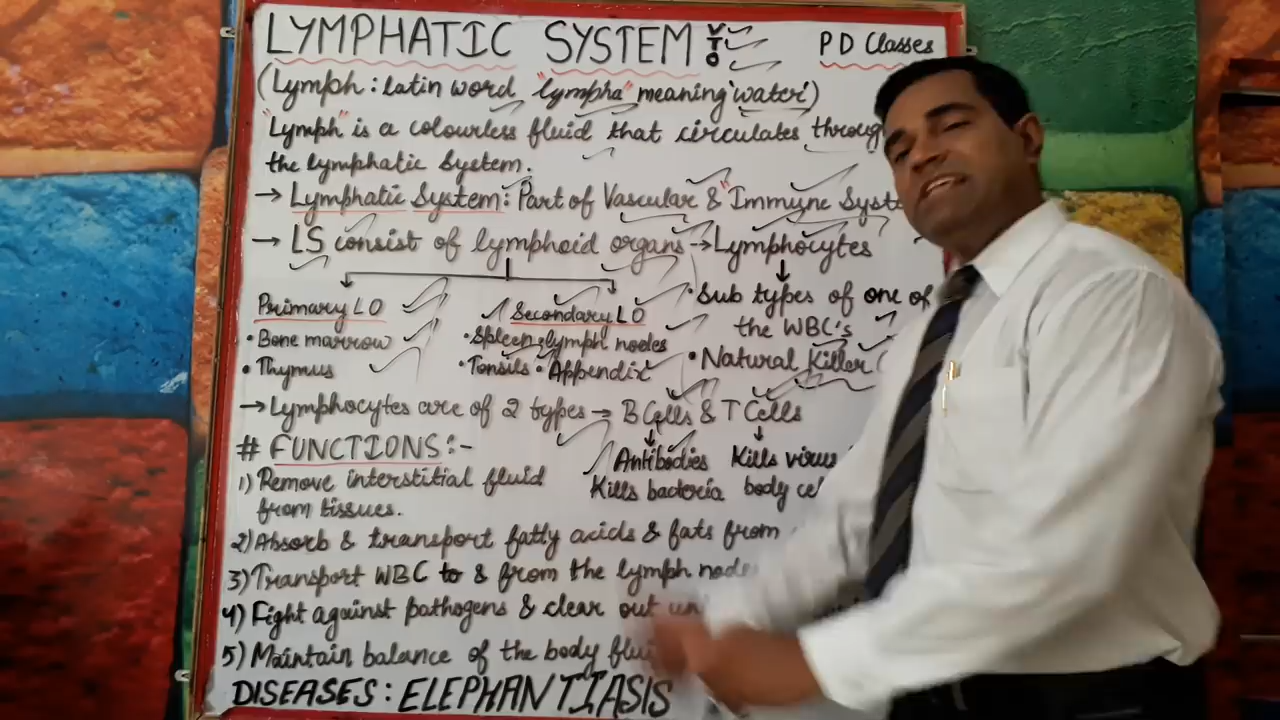 LYMPHATIC SYSTEM V T O P D Classes
(Lymph : latin word "lympha" meaning 'water')
"Lymph" is a colourless fluid that circulates throug
the lymphatic System.
→ Lymphatic System: Part of Vascular & "Immune Syst
→ LS consist of lymphoid organs → Lymphocytes
Primary LO
• Bone marrow
• Thymus
Secondary LO
• Spleen, lymph nodes
• Tonsils • Appendix
• Sub types of one of
the WBC's
• Natural Killer (
→ Lymphocytes are of 2 types → B Cells & T Cells
Antibodies
Kills bacteria
Kills virus
body cel
# FUNCTIONS:-
1) Remove interstitial fluid
from tissues.
2) Absorb & transport fatty acids & fats from
3) Transport WBC to & from the lymph node
4) Fight against pathogens & clear out
5) Maintain balance of the body flui
DISEASES : ELEPHANTIASIS